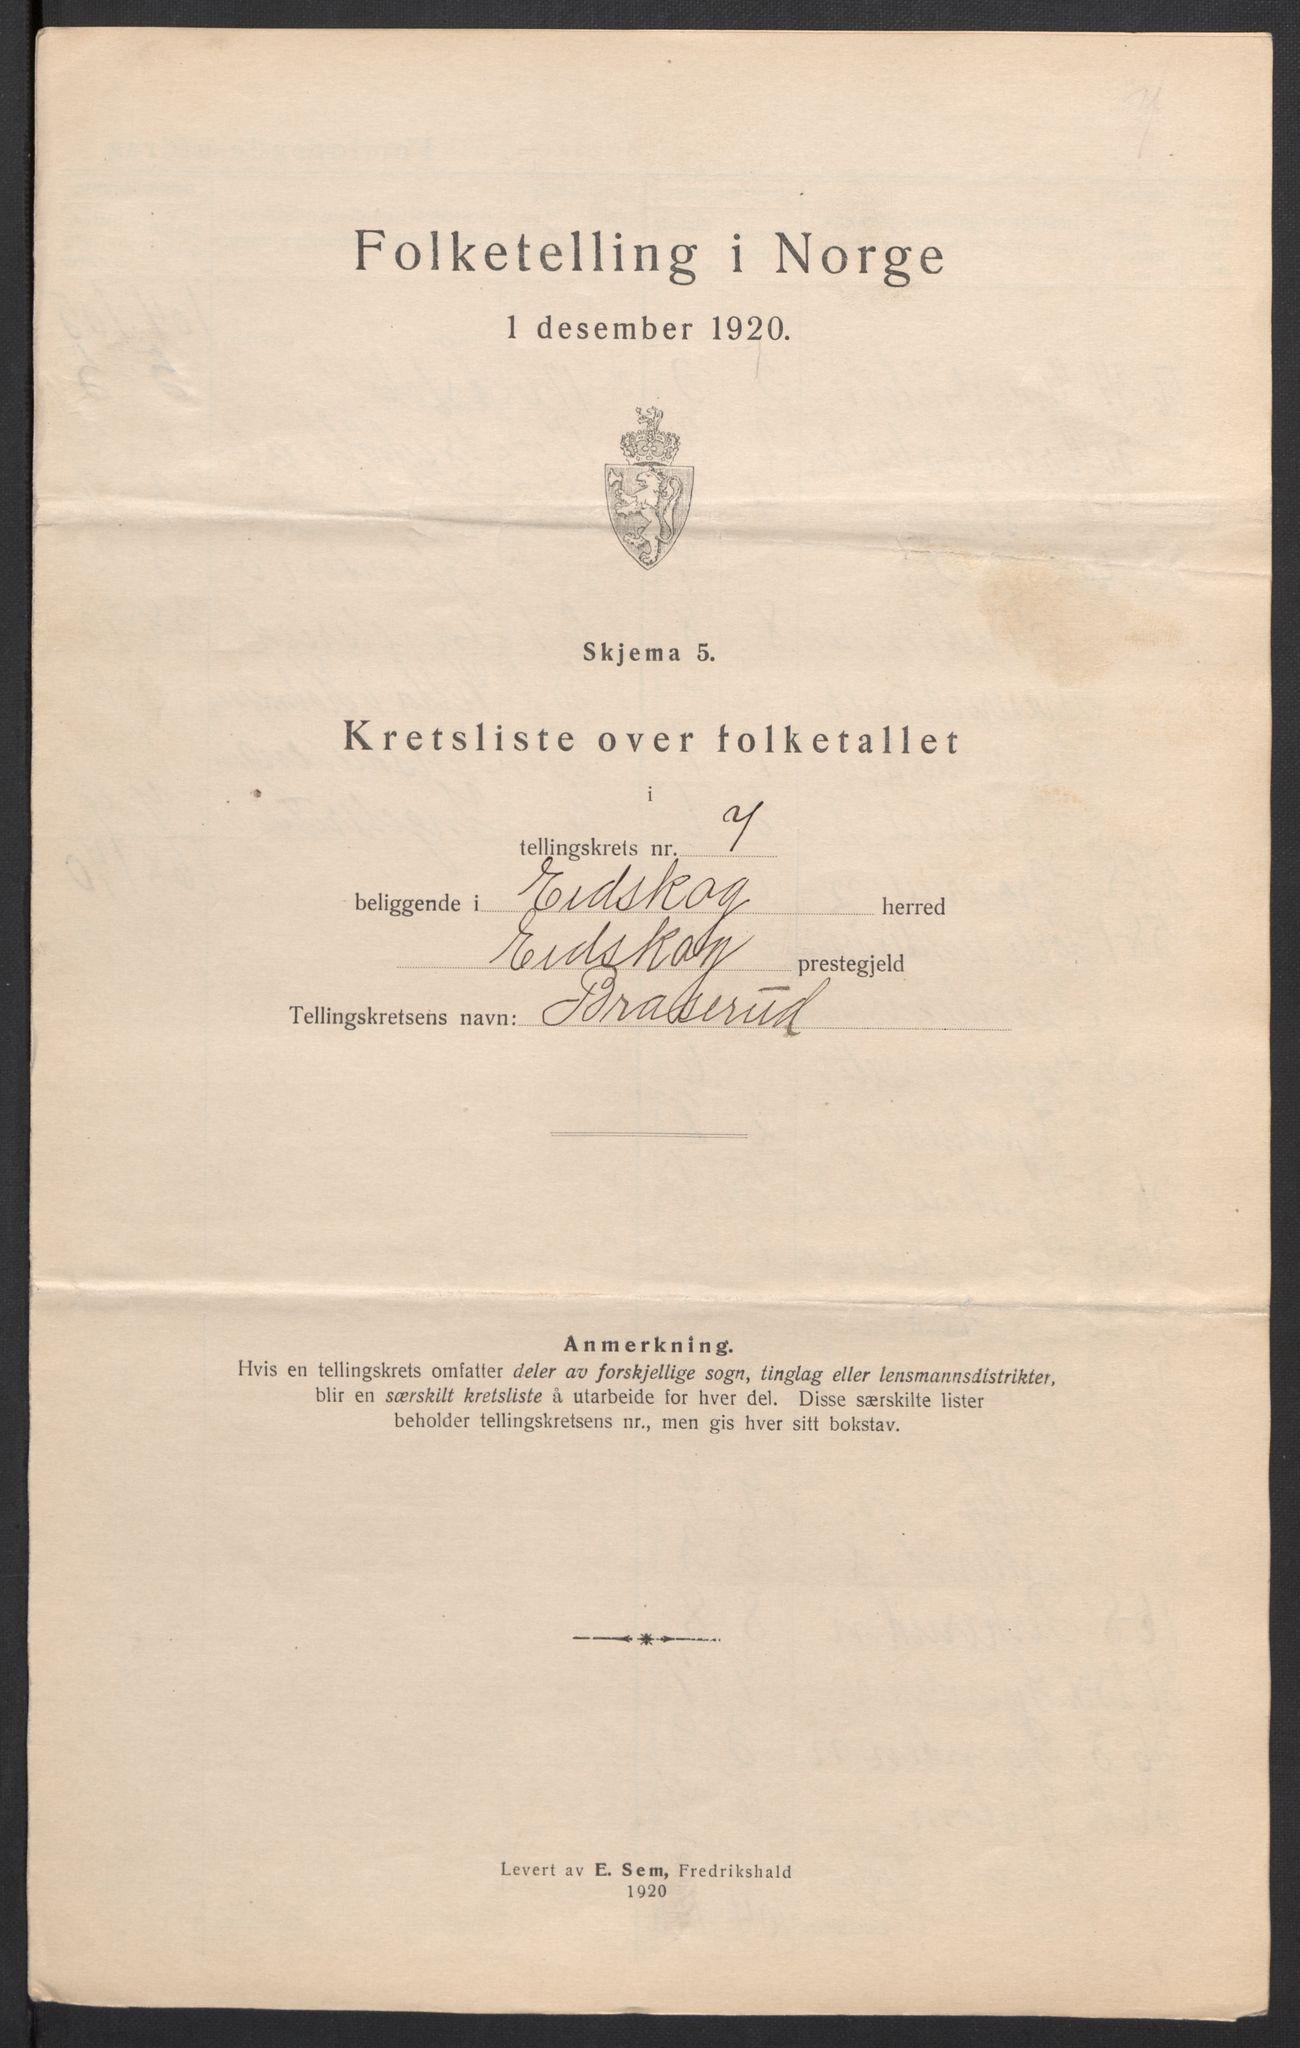 7
Folketelling i Norge
1 desember 1920.
Skjema 5.
Kretsliste over folketallet
i
tellingskrets nr. 7
beliggende i Eidskog herred
Eidskog prestegjeld
Tellingskretsens navn: Braserud
Anmerkning.
Hvis en tellingskrets omfatter deler av forskjellige sogn, tinglag eller lensmannsdistrikter,
blir en særskilt kretsliste å utarbeide for hver del. Disse særskilte lister
beholder tellingskretsens nr., men gis hver sitt bokstav.
Levert av E. Sem, Fredrikshald
1920